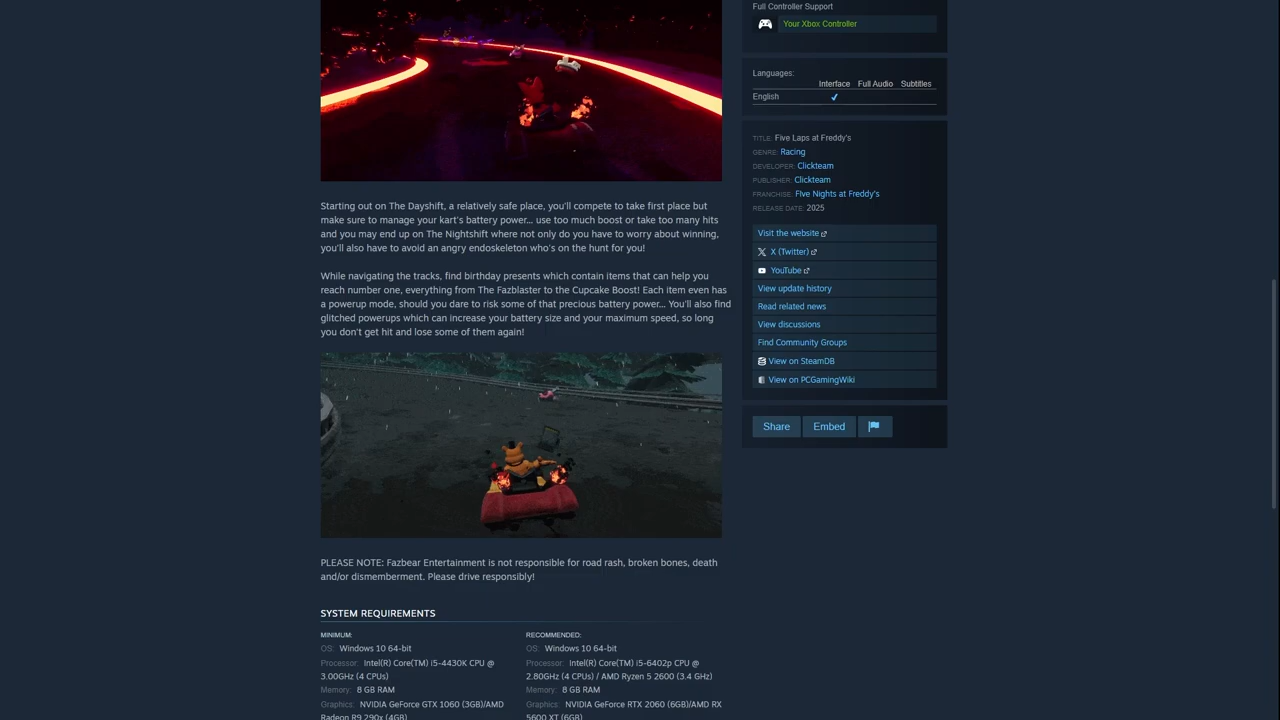 Full Controller Support
Your Xbox Controller
Languages:
Interface Full Audio Subtitles
English ✔
TITLE: Five Laps at Freddy's
GENRE: Racing
DEVELOPER: Clickteam
PUBLISHER: Clickteam
FRANCHISE: Five Nights at Freddy's
RELEASE DATE: 2025
Visit the website
X (Twitter)
YouTube
View update history
Read related news
View discussions
Find Community Groups
View on SteamDB
View on PCGamingWiki
Share Embed
Starting out on The Dayshift, a relatively safe place, you'll compete to take first place but
make sure to manage your kart's battery power... use too much boost or take too many hits
and you may end up on The Nightshift where not only do you have to worry about winning,
you'll also have to avoid an angry endoskeleton who's on the hunt for you!
While navigating the tracks, find birthday presents which contain items that can help you
reach number one, everything from The Fazblaster to the Cupcake Boost! Each item even has
a powerup mode, should you dare to risk some of that precious battery power... You'll also find
glitched powerups which can increase your battery size and your maximum speed, so long
you don't get hit and lose some of them again!
PLEASE NOTE: Fazbear Entertainment is not responsible for road rash, broken bones, death
and/or dismemberment. Please drive responsibly!
SYSTEM REQUIREMENTS
MINIMUM:
OS: Windows 10 64-bit
Processor: Intel(R) Core(TM) i5-4430K CPU @
3.00GHz (4 CPUs)
Memory: 8 GB RAM
Graphics: NVIDIA GeForce GTX 1060 (3GB)/AMD
Radeon R9 290x (4GB)
RECOMMENDED:
OS: Windows 10 64-bit
Processor: Intel(R) Core(TM) i5-6402p CPU @
2.80GHz (4 CPUs) / AMD Ryzen 5 2600 (3.4 GHz)
Memory: 8 GB RAM
Graphics: NVIDIA GeForce RTX 2060 (6GB)/AMD RX
5600 XT (6GB)